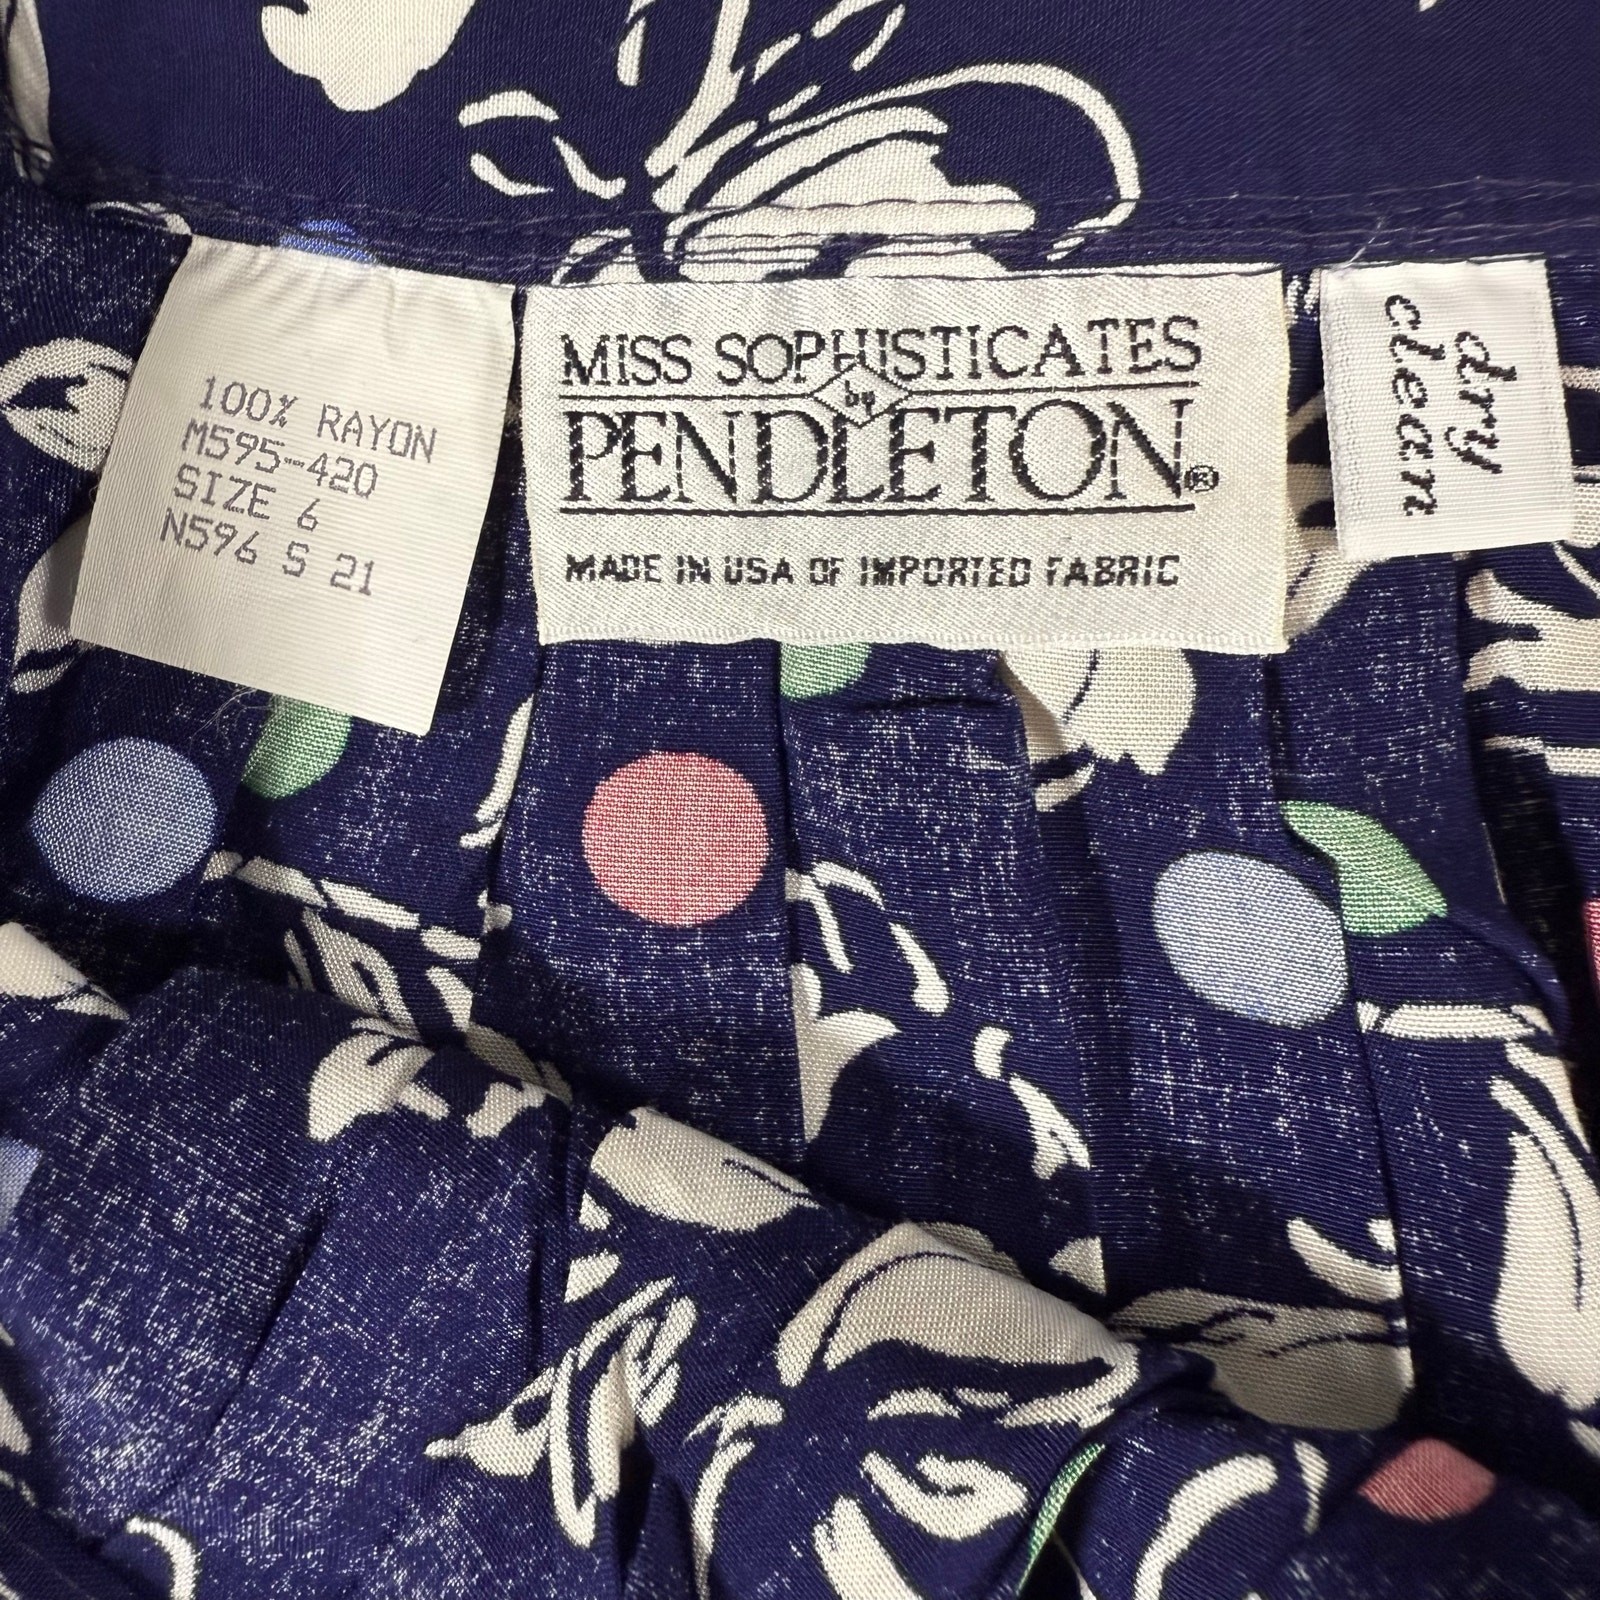 100% RAYON
M595-420
SIZE 6
N596 S 21
MISS SOPHISTICATES
by
PENDLETON®
MADE IN USA OF IMPORTED FABRIC
dry
clean